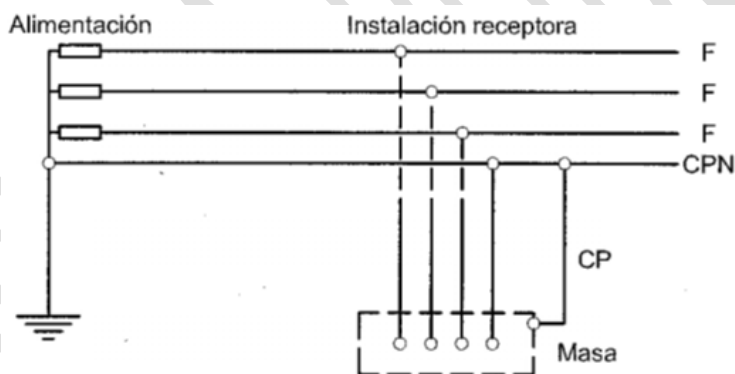 Alimentación
Instalación receptora
F
F
F
CPN
CP
Masa